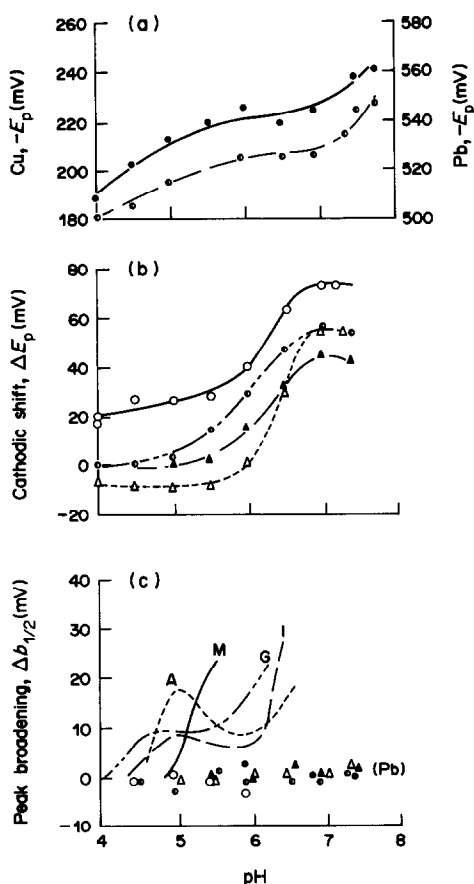 (a)
Cu, -Ep (mV)
260
240
220
200
180
580
560
540
520
500
Pb, -Ep (mV)
(b)
Cathodic shift, ΔEp (mV)
80
60
40
20
0
-20
(c)
Peak broadening, Δb1/2 (mV)
40
30
20
10
0
-10
A
M
G
I
(Pb)
4
5
6
7
8
pH